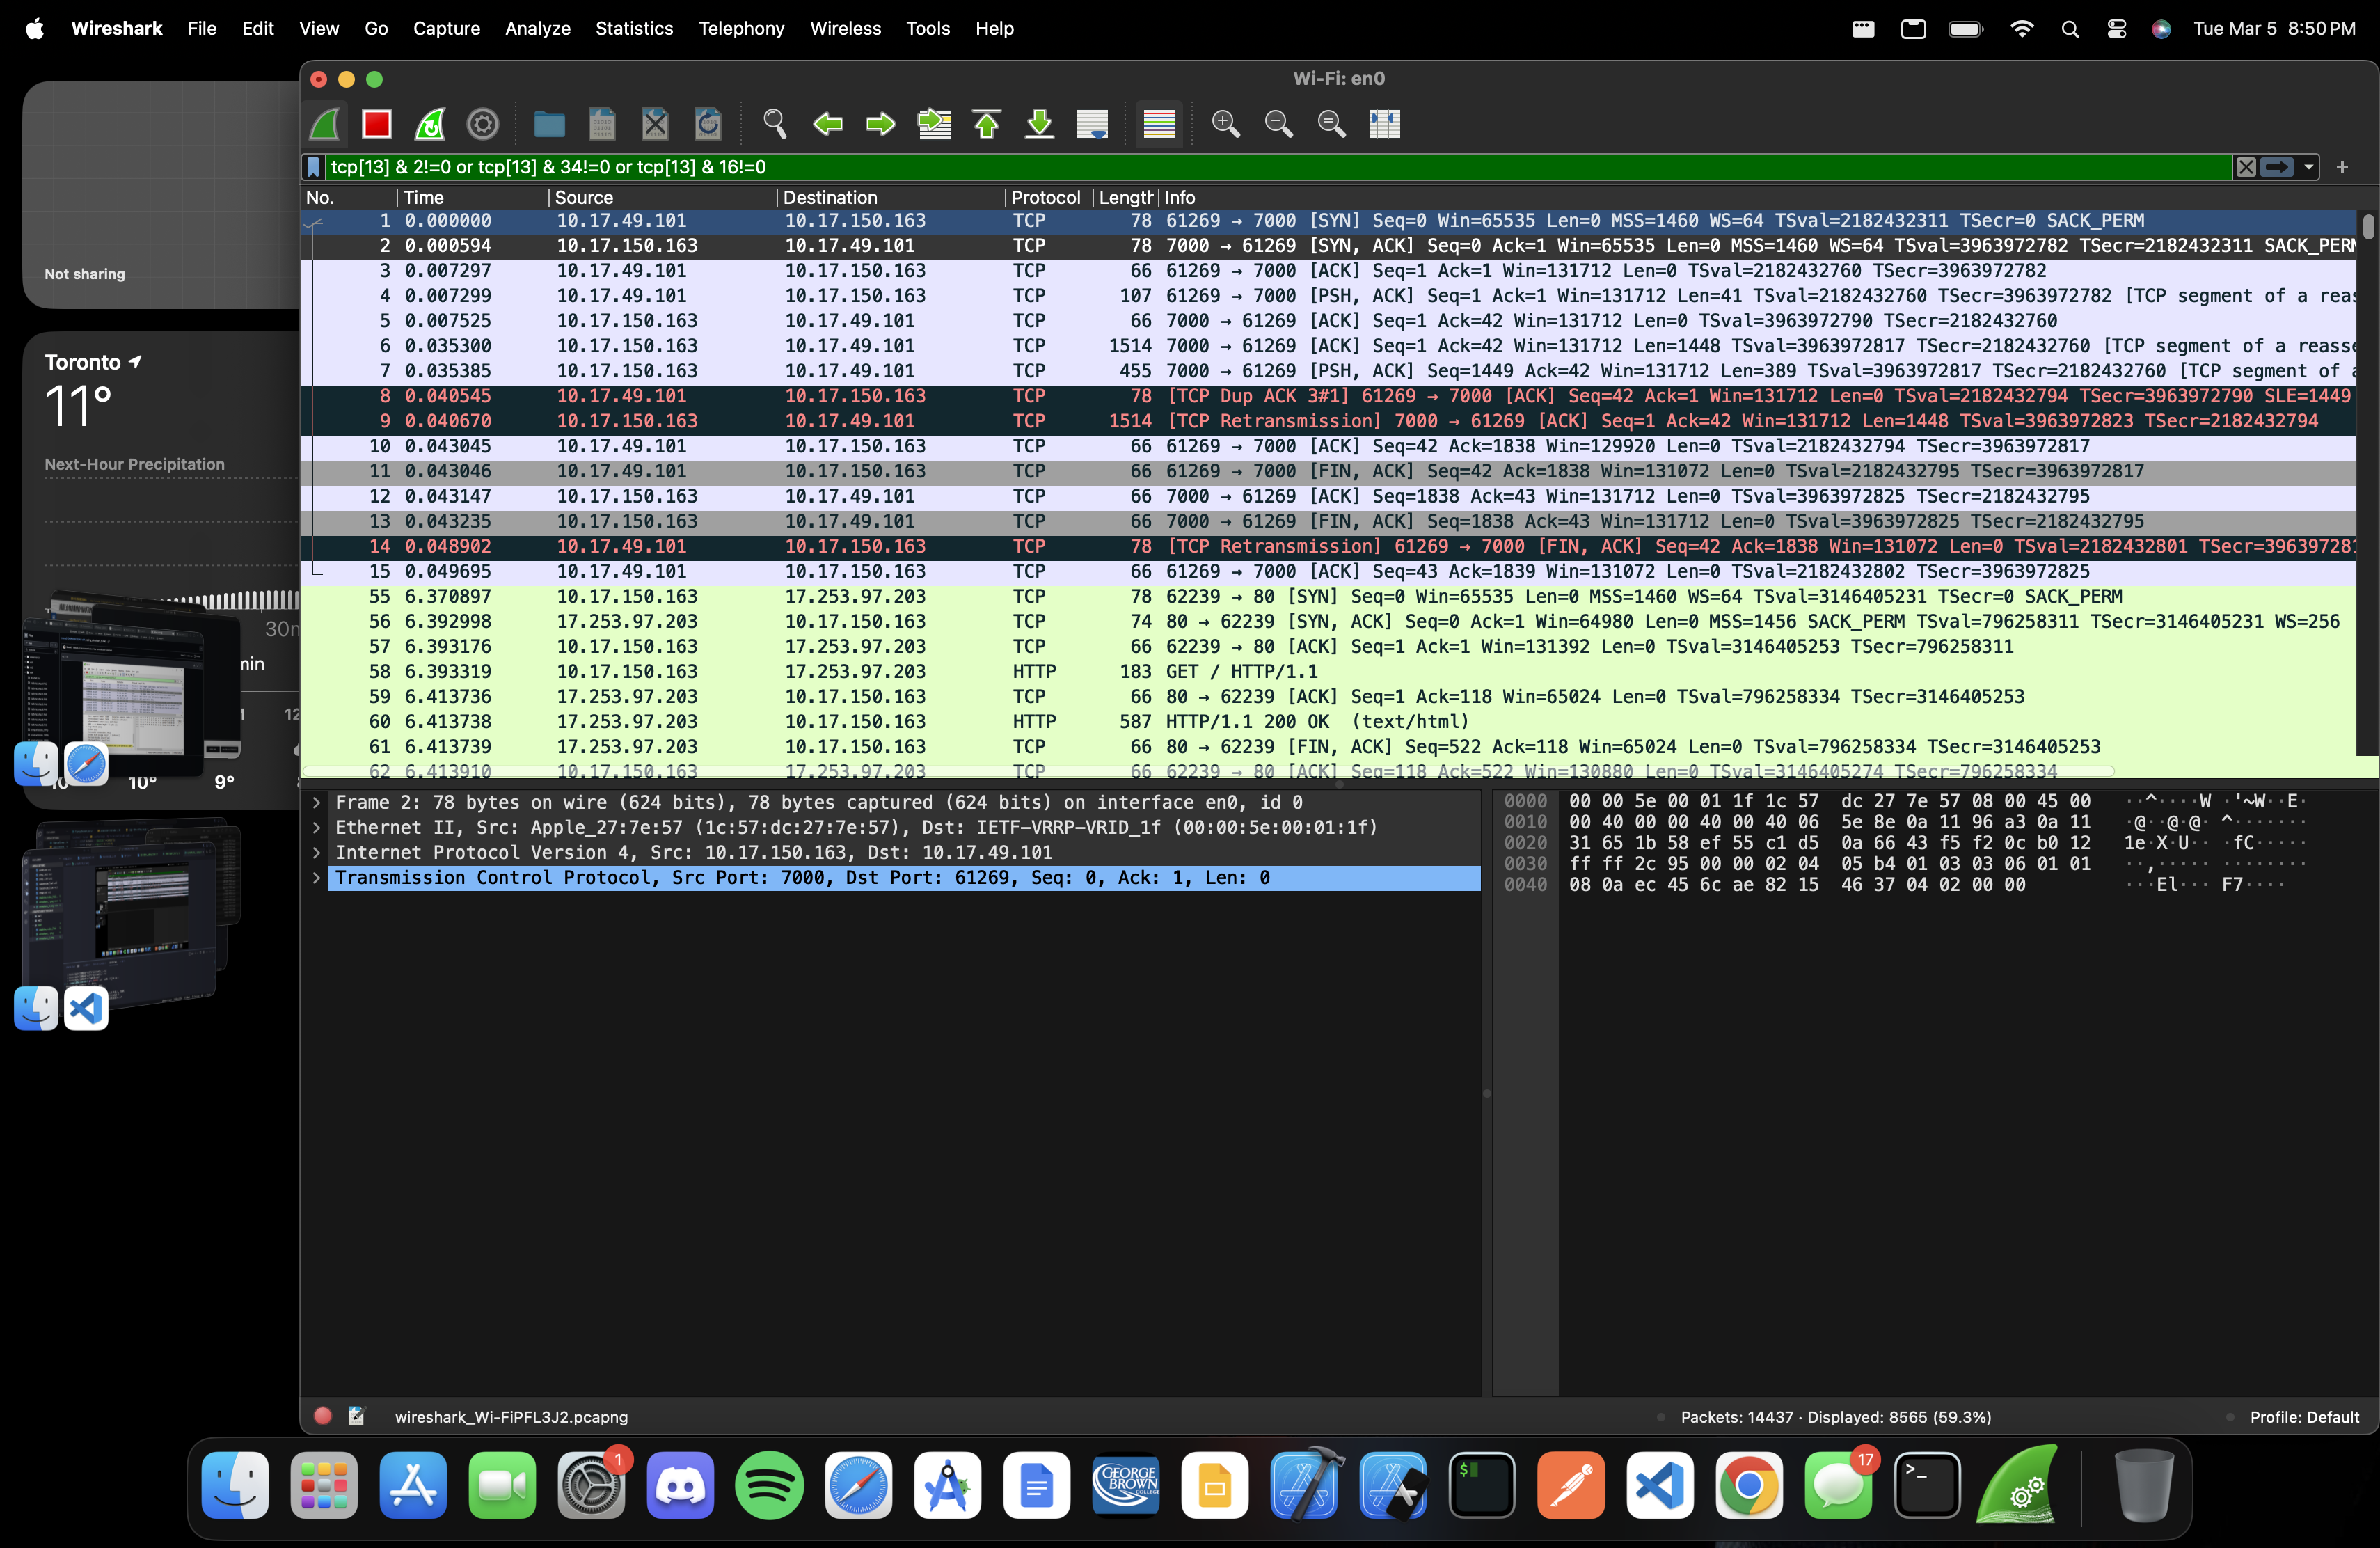 Wireshark File Edit View Go Capture Analyze Statistics Telephony Wireless Tools Help Tue Mar 5 8:50 PM
Wi-Fi: en0
tcp[13] & 2!=0 or tcp[13] & 34!=0 or tcp[13] & 16!=0
No. Time Source Destination Protocol Length Info
1 0.000000 10.17.49.101 10.17.150.163 TCP 78 61269 → 7000 [SYN] Seq=0 Win=65535 Len=0 MSS=1460 WS=64 TSval=2182432311 TSecr=0 SACK_PERM
2 0.000594 10.17.150.163 10.17.49.101 TCP 78 7000 → 61269 [SYN, ACK] Seq=0 Ack=1 Win=65535 Len=0 MSS=1460 WS=64 TSval=3963972782 TSecr=2182432311 SACK_PERM
3 0.007297 10.17.49.101 10.17.150.163 TCP 66 61269 → 7000 [ACK] Seq=1 Ack=1 Win=131712 Len=0 TSval=2182432760 TSecr=3963972782
4 0.007299 10.17.49.101 10.17.150.163 TCP 107 61269 → 7000 [PSH, ACK] Seq=1 Ack=1 Win=131712 Len=41 TSval=2182432760 TSecr=3963972782 [TCP segment of a reas
5 0.007525 10.17.150.163 10.17.49.101 TCP 66 7000 → 61269 [ACK] Seq=1 Ack=42 Win=131712 Len=0 TSval=3963972790 TSecr=2182432760
6 0.035300 10.17.150.163 10.17.49.101 TCP 1514 7000 → 61269 [ACK] Seq=1 Ack=42 Win=131712 Len=1448 TSval=3963972817 TSecr=2182432760 [TCP segment of a reasse
7 0.035385 10.17.150.163 10.17.49.101 TCP 455 7000 → 61269 [PSH, ACK] Seq=1449 Ack=42 Win=131712 Len=389 TSval=3963972817 TSecr=2182432760 [TCP segment of a
8 0.040545 10.17.49.101 10.17.150.163 TCP 78 [TCP Dup ACK 3#1] 61269 → 7000 [ACK] Seq=42 Ack=1 Win=131712 Len=0 TSval=2182432794 TSecr=3963972790 SLE=1449
9 0.040670 10.17.150.163 10.17.49.101 TCP 1514 [TCP Retransmission] 7000 → 61269 [ACK] Seq=1 Ack=42 Win=131712 Len=1448 TSval=3963972823 TSecr=2182432794
10 0.043045 10.17.49.101 10.17.150.163 TCP 66 61269 → 7000 [ACK] Seq=42 Ack=1838 Win=129920 Len=0 TSval=2182432794 TSecr=3963972817
11 0.043046 10.17.49.101 10.17.150.163 TCP 66 61269 → 7000 [FIN, ACK] Seq=42 Ack=1838 Win=131072 Len=0 TSval=2182432795 TSecr=3963972817
12 0.043147 10.17.150.163 10.17.49.101 TCP 66 7000 → 61269 [ACK] Seq=1838 Ack=43 Win=131712 Len=0 TSval=3963972825 TSecr=2182432795
13 0.043235 10.17.150.163 10.17.49.101 TCP 66 7000 → 61269 [FIN, ACK] Seq=1838 Ack=43 Win=131712 Len=0 TSval=3963972825 TSecr=2182432795
14 0.048902 10.17.49.101 10.17.150.163 TCP 78 [TCP Retransmission] 61269 → 7000 [FIN, ACK] Seq=42 Ack=1838 Win=131072 Len=0 TSval=2182432801 TSecr=396397281
15 0.049695 10.17.49.101 10.17.150.163 TCP 66 61269 → 7000 [ACK] Seq=43 Ack=1839 Win=131072 Len=0 TSval=2182432802 TSecr=3963972825
55 6.370897 10.17.150.163 17.253.97.203 TCP 78 62239 → 80 [SYN] Seq=0 Win=65535 Len=0 MSS=1460 WS=64 TSval=3146405231 TSecr=0 SACK_PERM
56 6.392998 17.253.97.203 10.17.150.163 TCP 74 80 → 62239 [SYN, ACK] Seq=0 Ack=1 Win=64980 Len=0 MSS=1456 SACK_PERM TSval=796258311 TSecr=3146405231 WS=256
57 6.393176 10.17.150.163 17.253.97.203 TCP 66 62239 → 80 [ACK] Seq=1 Ack=1 Win=131392 Len=0 TSval=3146405253 TSecr=796258311
58 6.393319 10.17.150.163 17.253.97.203 HTTP 183 GET / HTTP/1.1
59 6.413736 17.253.97.203 10.17.150.163 TCP 66 80 → 62239 [ACK] Seq=1 Ack=118 Win=65024 Len=0 TSval=796258334 TSecr=3146405253
60 6.413738 17.253.97.203 10.17.150.163 HTTP 587 HTTP/1.1 200 OK (text/html)
61 6.413739 17.253.97.203 10.17.150.163 TCP 66 80 → 62239 [FIN, ACK] Seq=522 Ack=118 Win=65024 Len=0 TSval=796258334 TSecr=3146405253
62 6.413910 10.17.150.163 17.253.97.203 TCP 66 62239 → 80 [ACK] Seq=118 Ack=522 Win=130880 Len=0 TSval=3146405274 TSecr=796258334
Frame 2: 78 bytes on wire (624 bits), 78 bytes captured (624 bits) on interface en0, id 0
Ethernet II, Src: Apple_27:7e:57 (1c:57:dc:27:7e:57), Dst: IETF-VRRP-VRID_1f (00:00:5e:00:01:1f)
Internet Protocol Version 4, Src: 10.17.150.163, Dst: 10.17.49.101
Transmission Control Protocol, Src Port: 7000, Dst Port: 61269, Seq: 0, Ack: 1, Len: 0
0000 00 00 5e 00 01 1f 1c 57 dc 27 7e 57 08 00 45 00 ··^····W ·'~W··E·
0010 00 40 00 00 40 00 40 06 5e 8e 0a 11 96 a3 0a 11 ·@··@·@· ^·······
0020 31 65 1b 58 ef 55 c1 d5 0a 66 43 f5 f2 0c b0 12 1e·X·U·· ·fC·····
0030 ff ff 2c 95 00 00 02 04 05 b4 01 03 03 06 01 01 ··,····· ········
0040 08 0a ec 45 6c ae 82 15 46 37 04 02 00 00 ···El··· F7····
wireshark_Wi-FiPFL3J2.pcapng Packets: 14437 · Displayed: 8565 (59.3%) Profile: Default
Not sharing
Toronto
11°
Next-Hour Precipitation
30m
min
10° 9°
1
GEORGE BROWN COLLEGE
$
17
>_